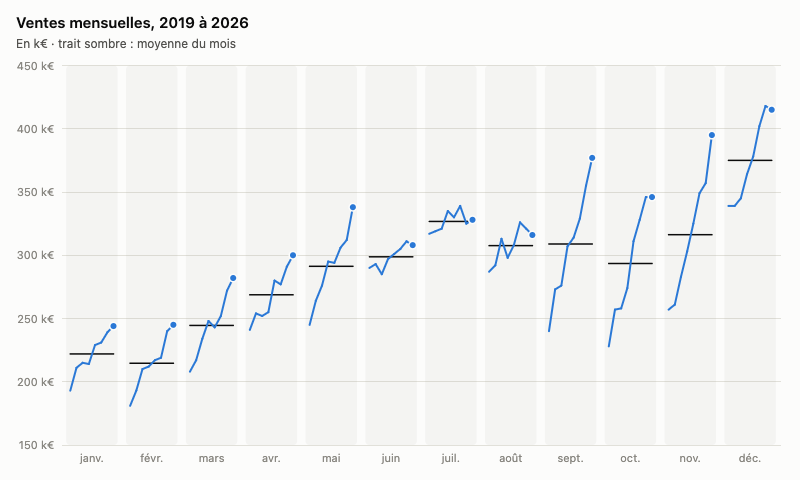 Ventes mensuelles, 2019 à 2026
En k€ · trait sombre : moyenne du mois
450 k€
400 k€
350 k€
300 k€
250 k€
200 k€
150 k€
janv. févr. mars avr. mai juin juil. août sept. oct. nov. déc.